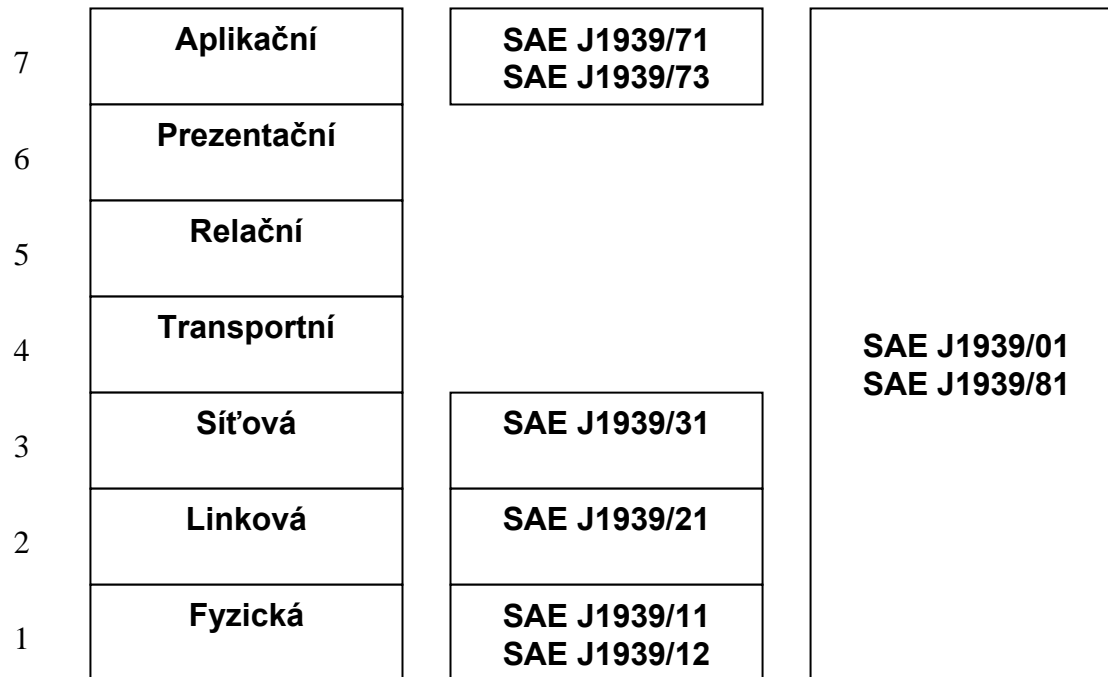 7
Aplikační
SAE J1939/71
SAE J1939/73
6
Prezentační
5
Relační
4
Transportní
SAE J1939/01
SAE J1939/81
3
Síťová
SAE J1939/31
2
Linková
SAE J1939/21
1
Fyzická
SAE J1939/11
SAE J1939/12